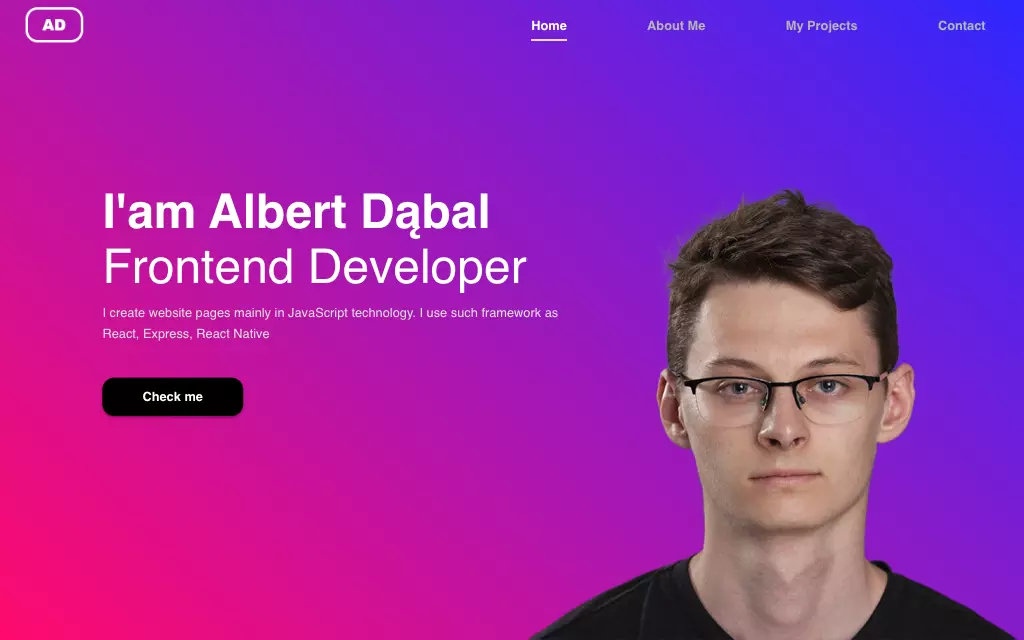 AD
Home
About Me
My Projects
Contact
I'am Albert Dąbal
Frontend Developer
I create website pages mainly in JavaScript technology. I use such framework as
React, Express, React Native
Check me